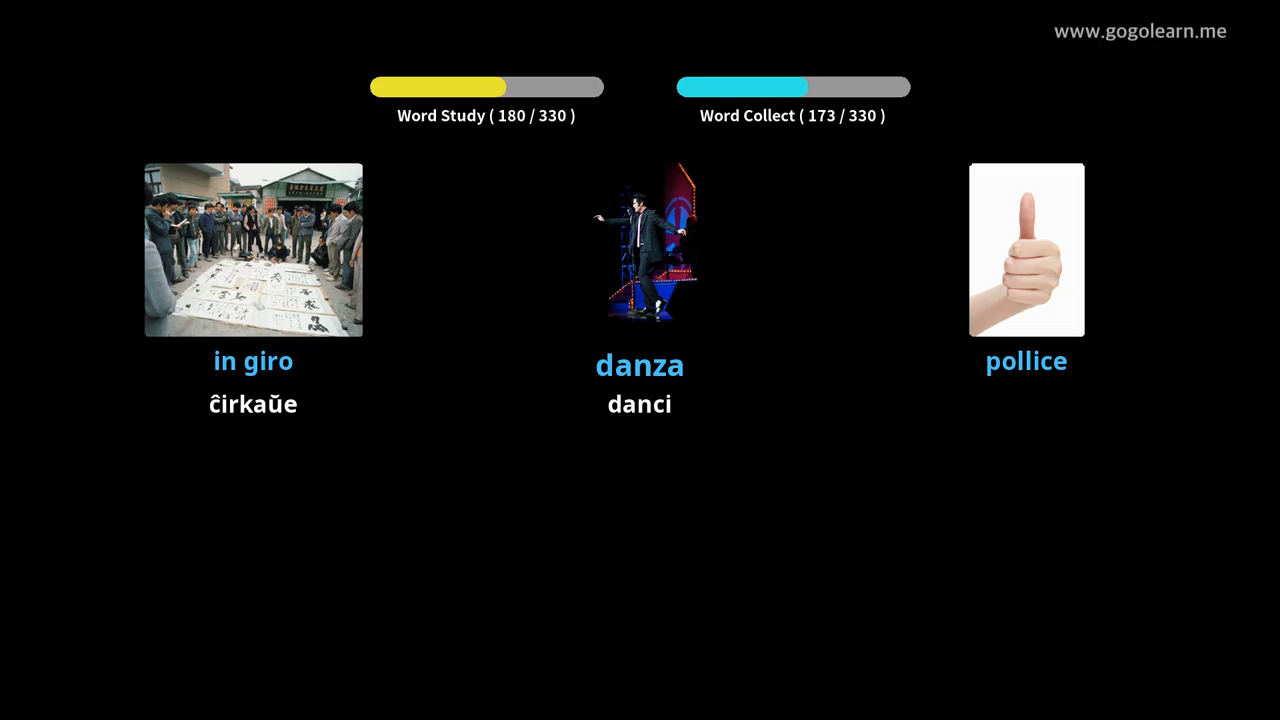 www.gogolearn.me
Word Study ( 180 / 330 )
Word Collect ( 173 / 330 )
in giro
danza
pollice
ĉirkaŭe
danci